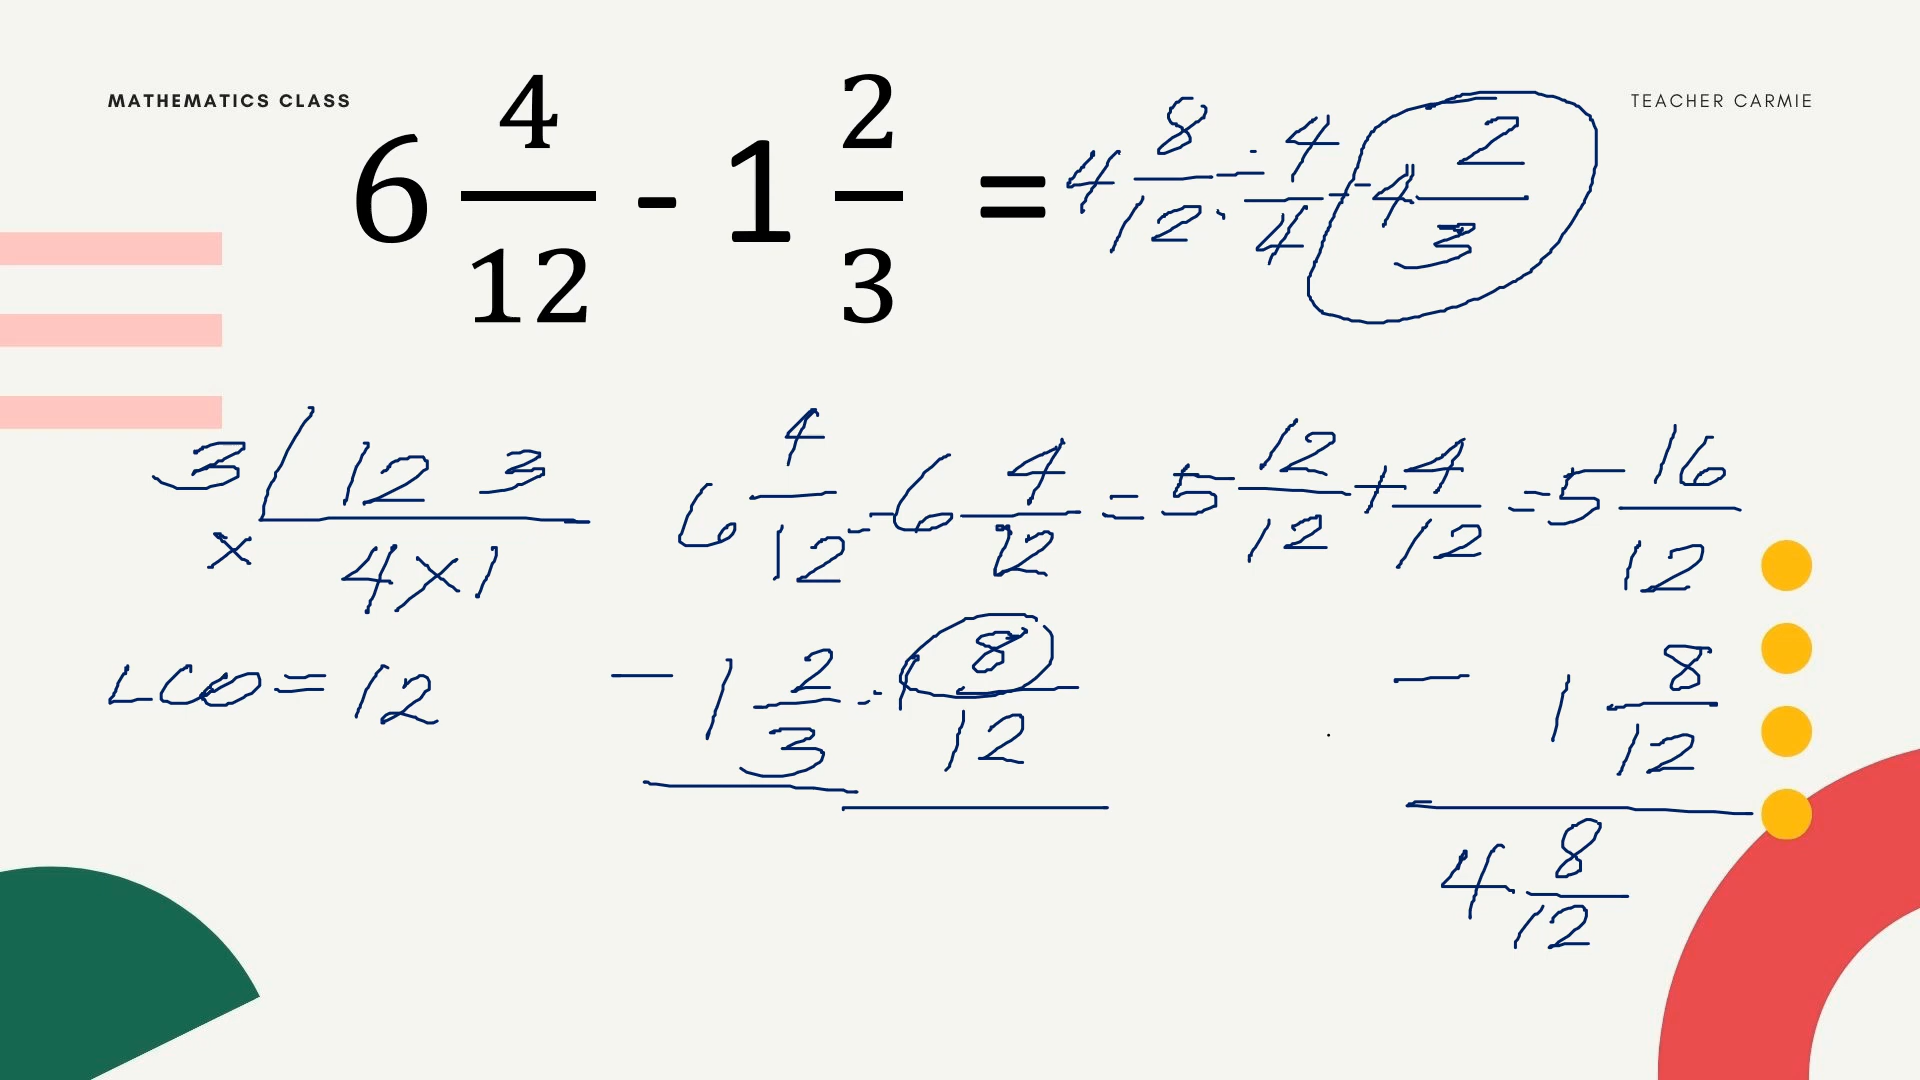 MATHEMATICS CLASS
TEACHER CARMIE
6 4/12 - 1 2/3 = 4 8/12 ÷ 4/4 = 4 2/3
3 | 12 3
x 4 x 1
LCD = 12
6 4/12 = 6 4/12 = 5 12/12 + 4/12 = 5 16/12
- 1 2/3 = 1 8/12 - 1 8/12
4 8/12